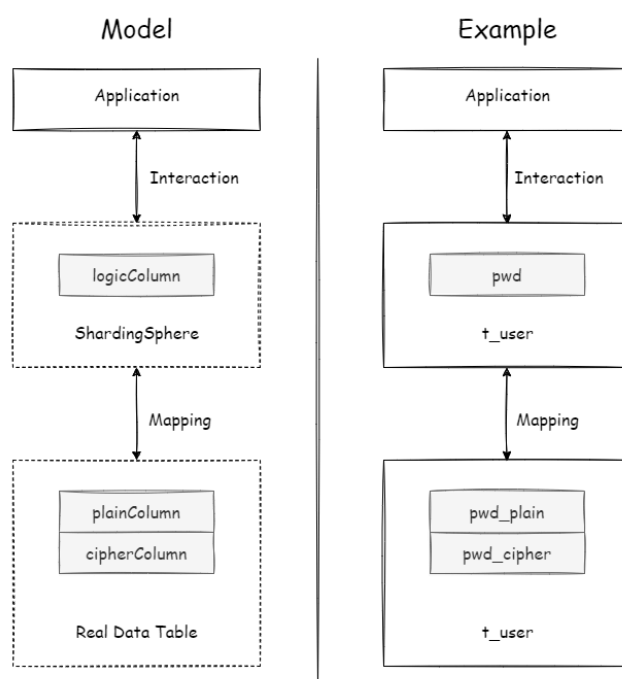 Model
Application
Interaction
logicColumn
ShardingSphere
Mapping
plainColumn
cipherColumn
Real Data Table
Example
Application
Interaction
pwd
t_user
Mapping
pwd_plain
pwd_cipher
t_user